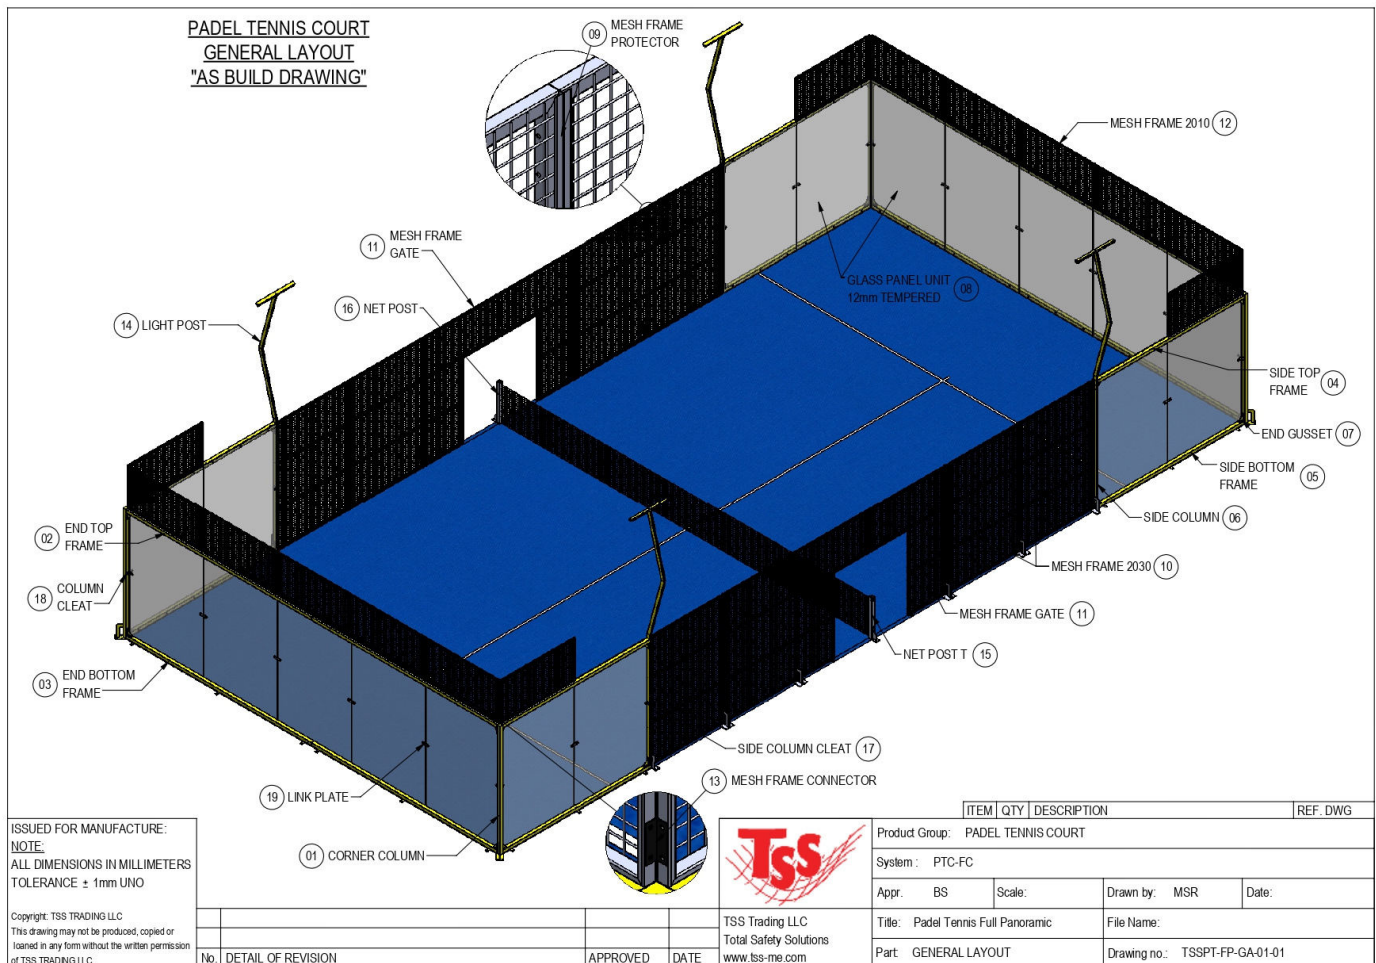 PADEL TENNIS COURT
GENERAL LAYOUT
"AS BUILD DRAWING"
09 MESH FRAME
PROTECTOR
MESH FRAME 2010 12
11 MESH FRAME
GATE
16 NET POST
14 LIGHT POST
GLASS PANEL UNIT
12mm TEMPERED 08
SIDE TOP
FRAME 04
END GUSSET 07
SIDE BOTTOM
FRAME 05
SIDE COLUMN 06
MESH FRAME 2030 10
MESH FRAME GATE 11
NET POST T 15
02 END TOP
FRAME
18 COLUMN
CLEAT
03 END BOTTOM
FRAME
SIDE COLUMN CLEAT 17
13 MESH FRAME CONNECTOR
19 LINK PLATE
01 CORNER COLUMN
ITEM QTY DESCRIPTION REF. DWG
ISSUED FOR MANUFACTURE:
NOTE:
ALL DIMENSIONS IN MILLIMETERS
TOLERANCE ± 1mm UNO
Copyright: TSS TRADING LLC
This drawing may not be produced, copied or
loaned in any form without the written permission
of TSS TRADING LLC
No. DETAIL OF REVISION APPROVED DATE
TSS
TSS Trading LLC
Total Safety Solutions
www.tss-me.com
Product Group: PADEL TENNIS COURT
System : PTC-FC
Appr. BS Scale: Drawn by: MSR Date:
Title: Padel Tennis Full Panoramic File Name:
Part: GENERAL LAYOUT Drawing no.: TSSPT-FP-GA-01-01